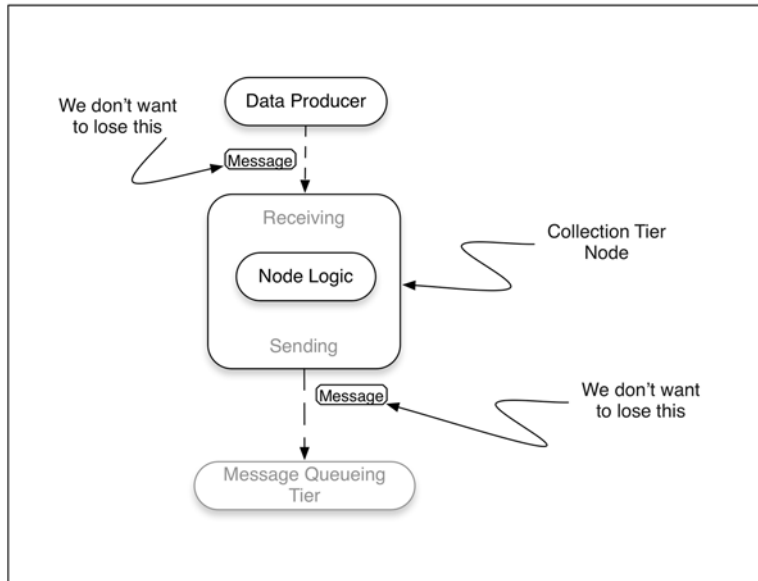 Data Producer
We don't want
to lose this
Message
Receiving
Collection Tier
Node
Node Logic
Sending
Message
We don't want
to lose this
Message Queueing
Tier